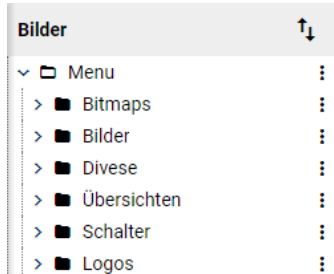 Bilder
Menu
Bitmaps
Bilder
Divese
Übersichten
Schalter
Logos